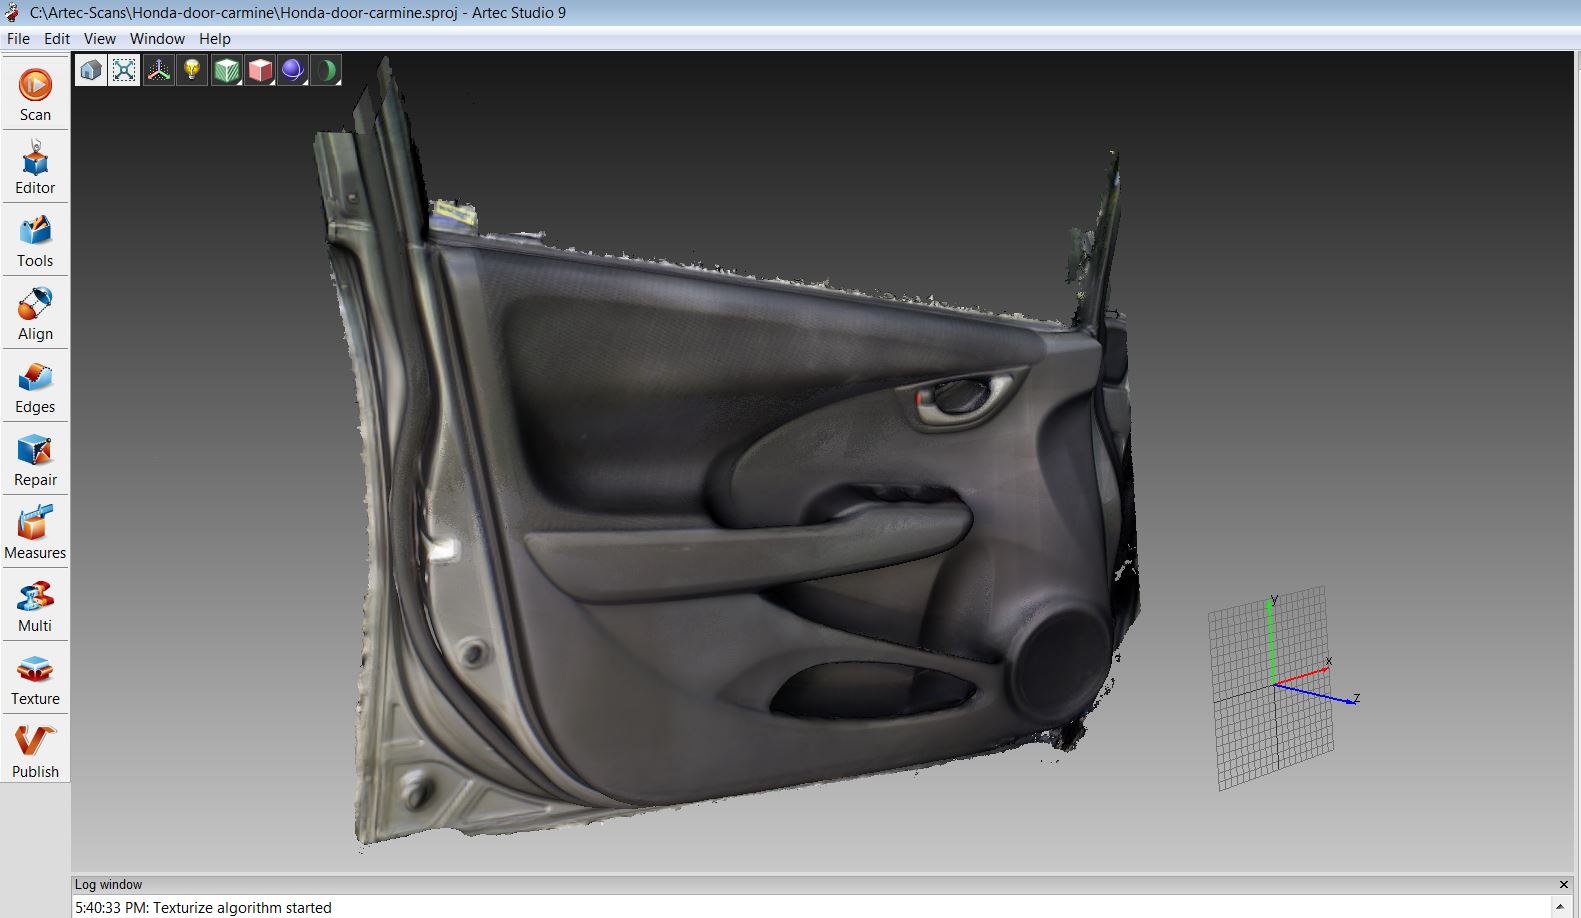 C:\Artec-Scans\Honda-door-carmine\Honda-door-carmine.sproj - Artec Studio 9
File Edit View Window Help
Scan
Editor
Tools
Align
Edges
Repair
Measures
Multi
Texture
Publish
y
x
z
Log window
5:40:33 PM: Texturize algorithm started